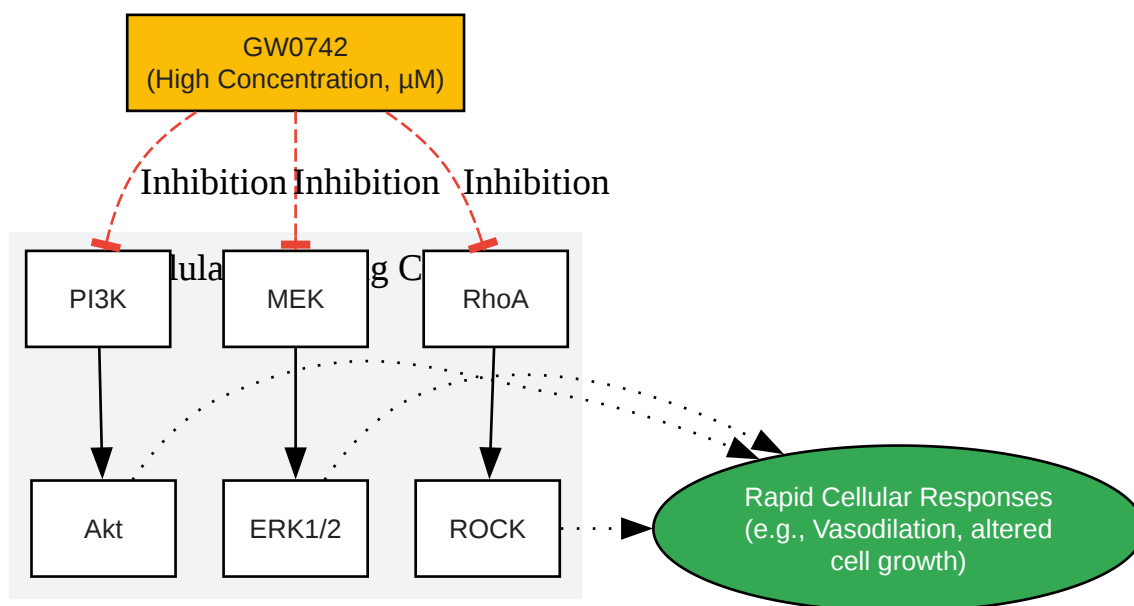 GW0742
(High Concentration, µM)
Inhibition Inhibition Inhibition
PI3K
MEK
RhoA
Akt
ERK1/2
ROCK
Rapid Cellular Responses
(e.g., Vasodilation, altered
cell growth)